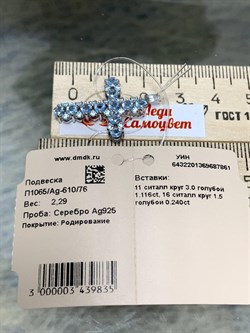 Леди
Самоцвет
ГОСТ 1
www.dmdk.ru
Подвеска
П1065/Ag-610/76
Вес: 2,29
Проба: Серебро Ag925
Покрытие: Родирование
3 000003 439835
УИН
6432201369687861
Вставки:
11 ситалл круг 3.0 голубой
1.116ct, 16 ситалл круг 1.5
голубой 0.240ct